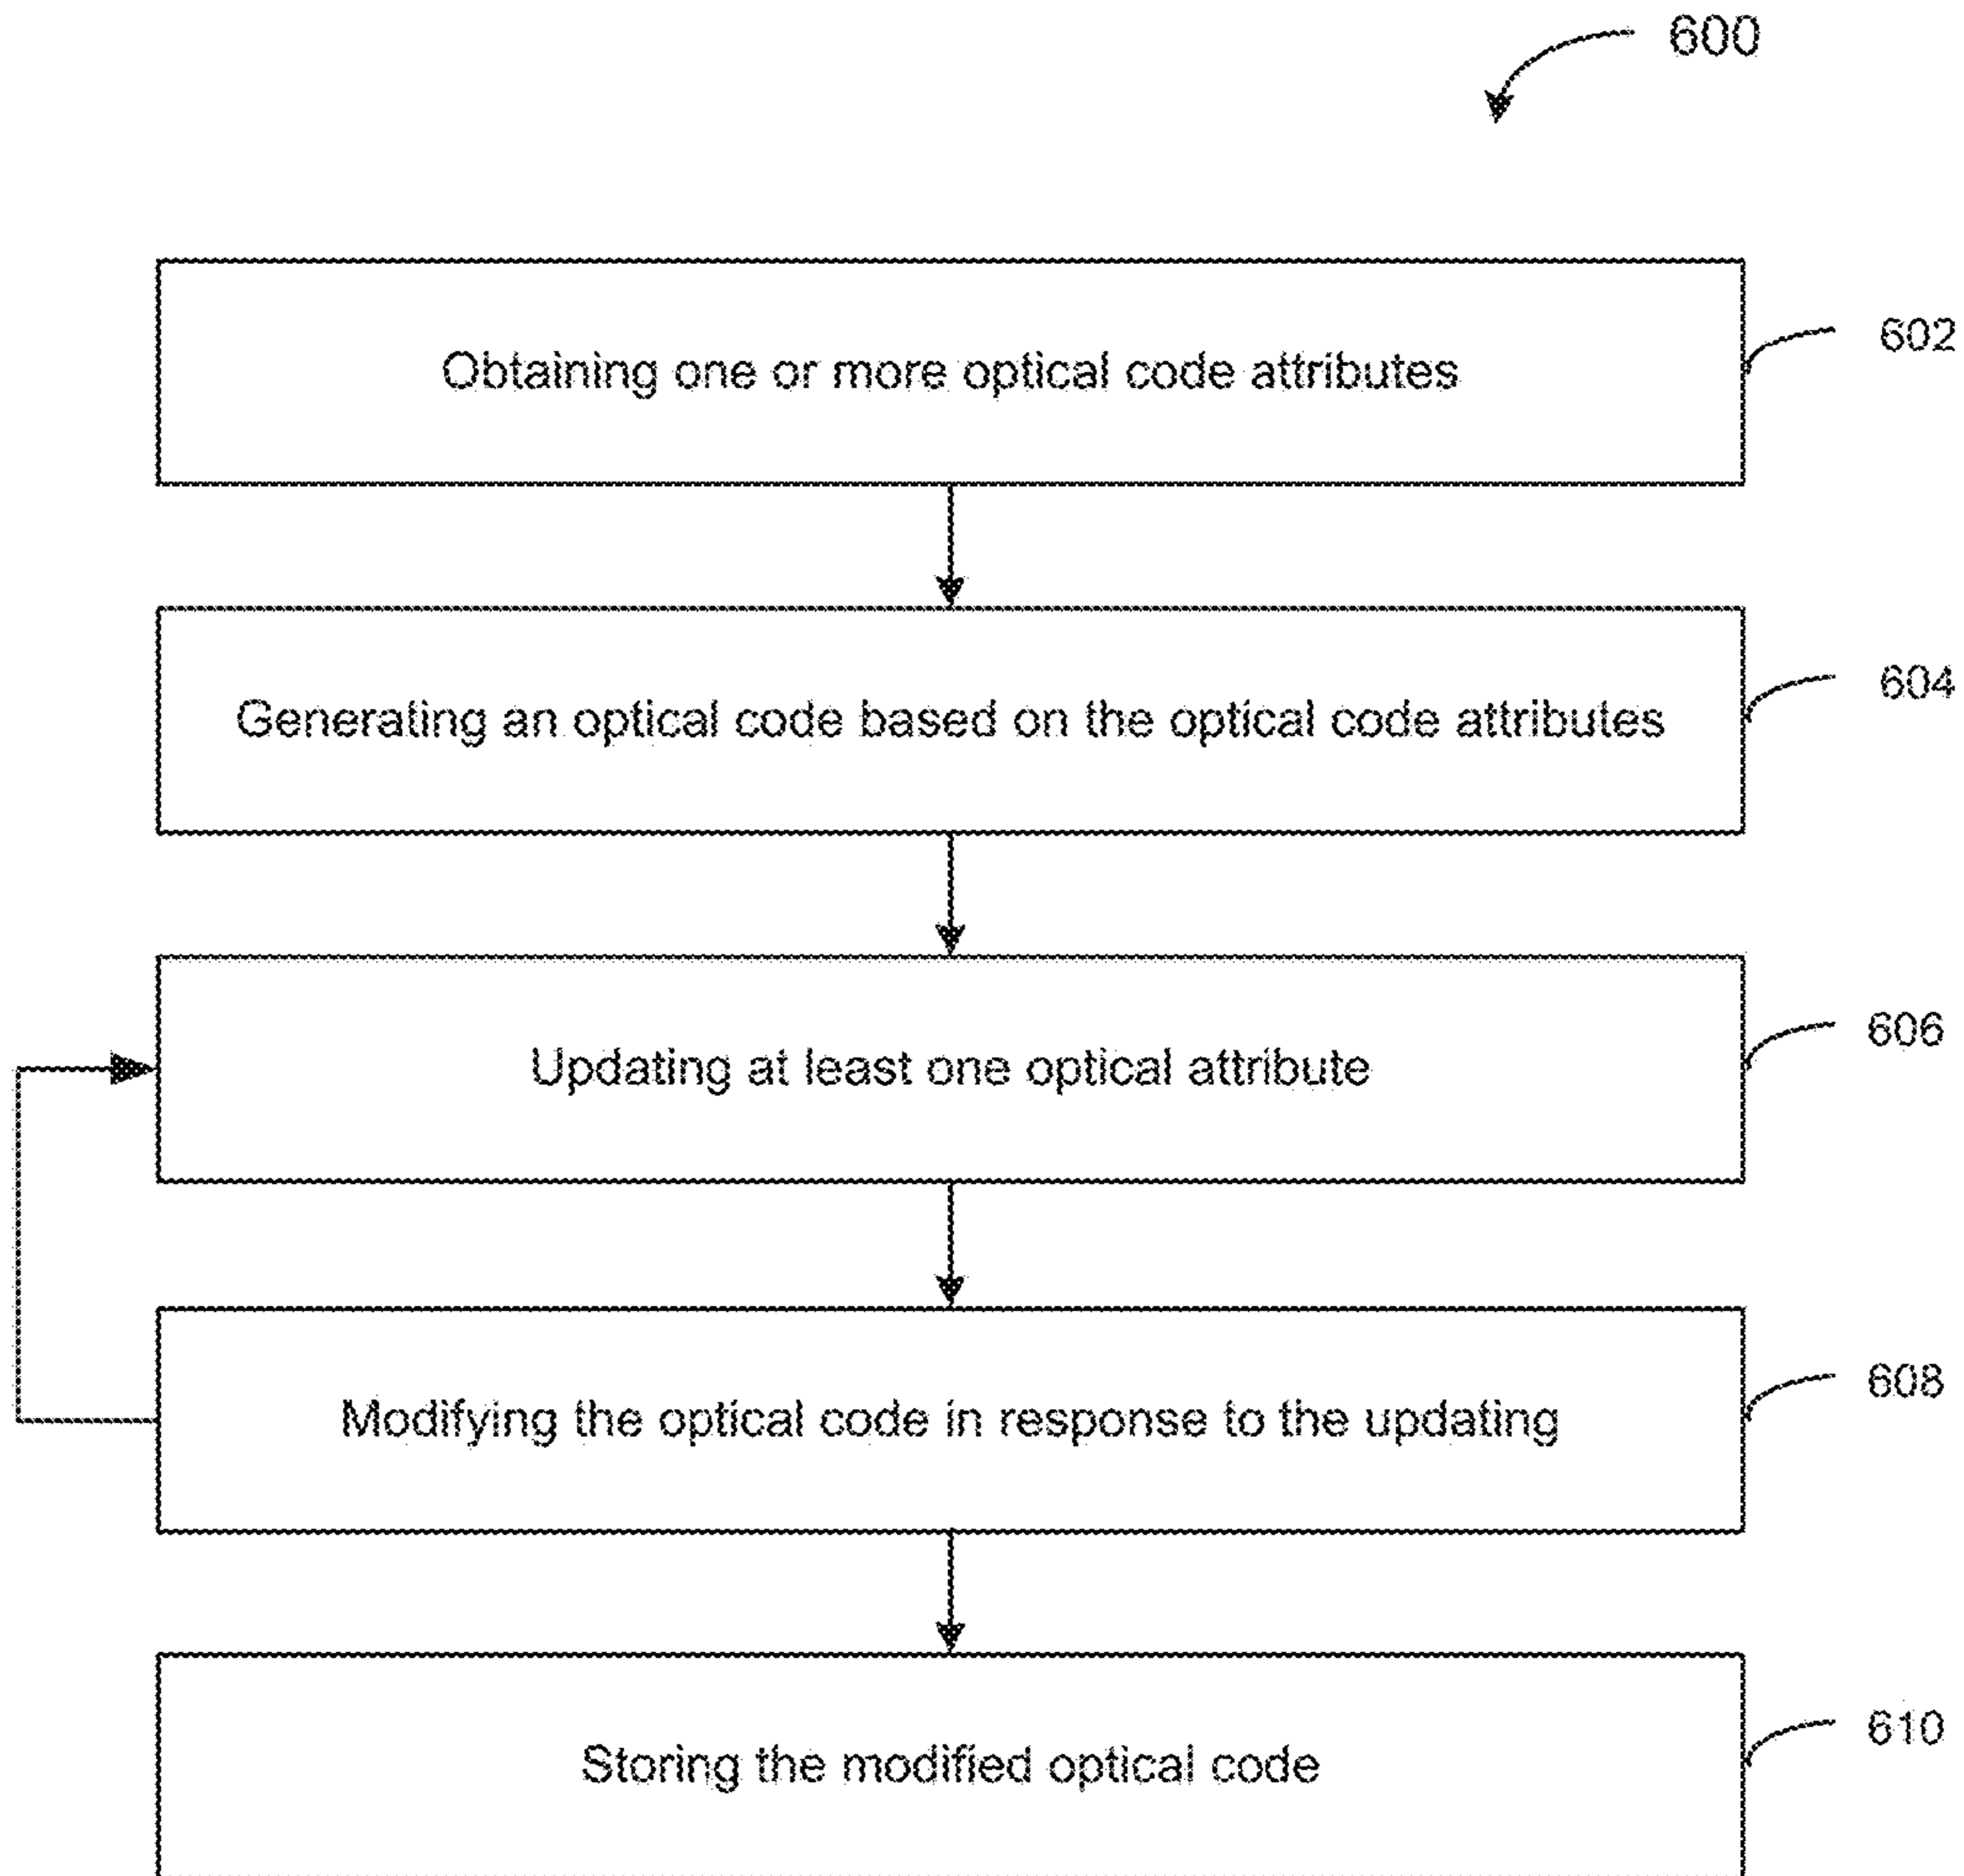 600
Obtaining one or more optical code attributes
602
Generating an optical code based on the optical code attributes
604
Updating at least one optical attribute
606
Modifying the optical code in response to the updating
608
Storing the modified optical code
610